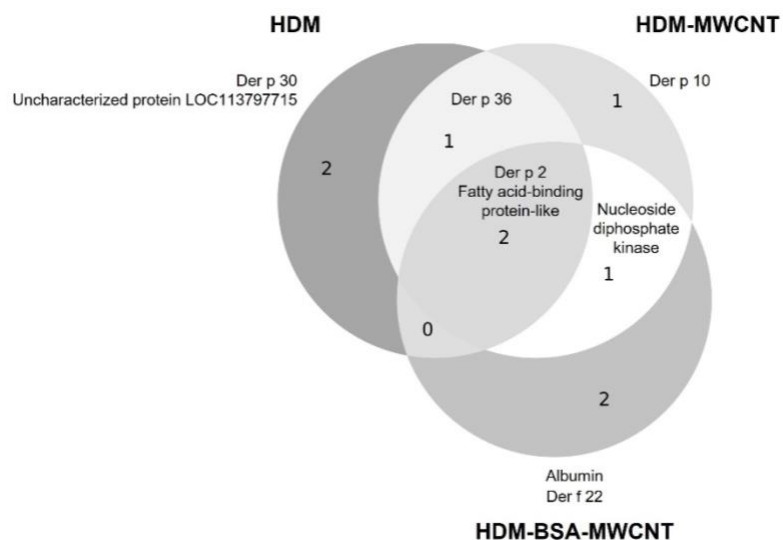 HDM
HDM-MWCNT
Der p 30
Uncharacterized protein LOC113797715
Der p 36
Der p 10
1
1
2
Der p 2
Fatty acid-binding
protein-like
2
Nucleoside
diphosphate
kinase
1
0
2
Albumin
Der f 22
HDM-BSA-MWCNT